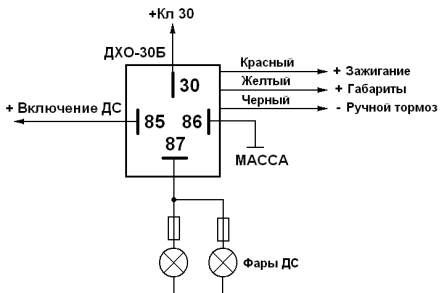 +Кл 30
ДХО-30Б
Красный
+ Зажигание
30
Желтый
+ Габариты
Черный
- Ручной тормоз
+ Включение ДС
85
86
87
МАССА
Фары ДС